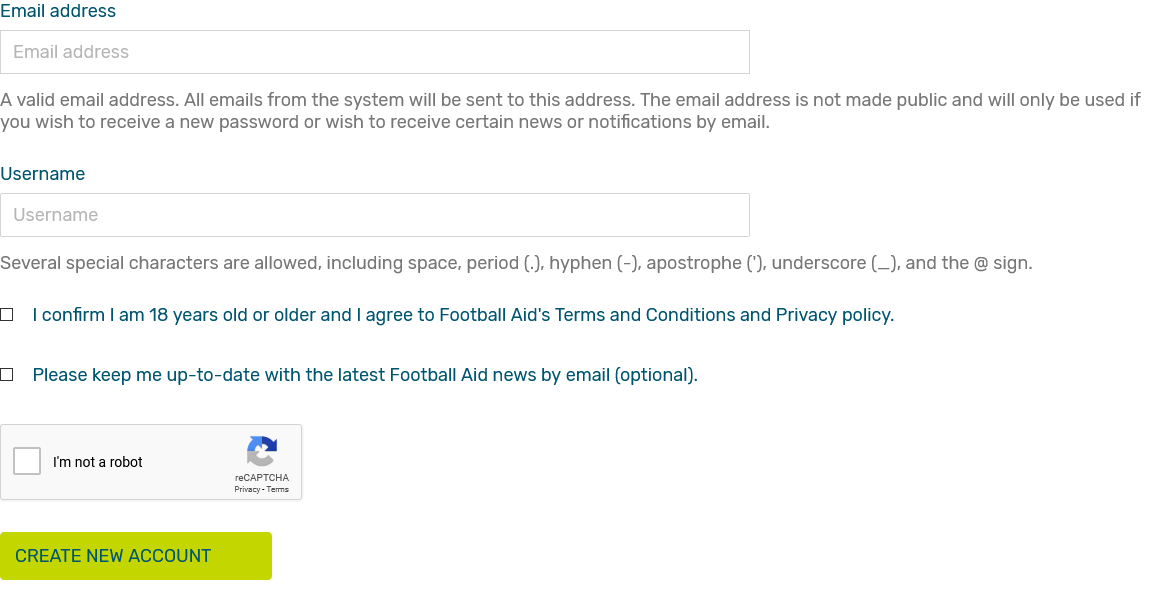 Email address
Email address
A valid email address. All emails from the system will be sent to this address. The email address is not made public and will only be used if
you wish to receive a new password or wish to receive certain news or notifications by email.
Username
Username
Several special characters are allowed, including space, period (.), hyphen (-), apostrophe ('), underscore (_), and the @ sign.
I confirm I am 18 years old or older and I agree to Football Aid's Terms and Conditions and Privacy policy.
Please keep me up-to-date with the latest Football Aid news by email (optional).
I'm not a robot
reCAPTCHA
Privacy - Terms
CREATE NEW ACCOUNT